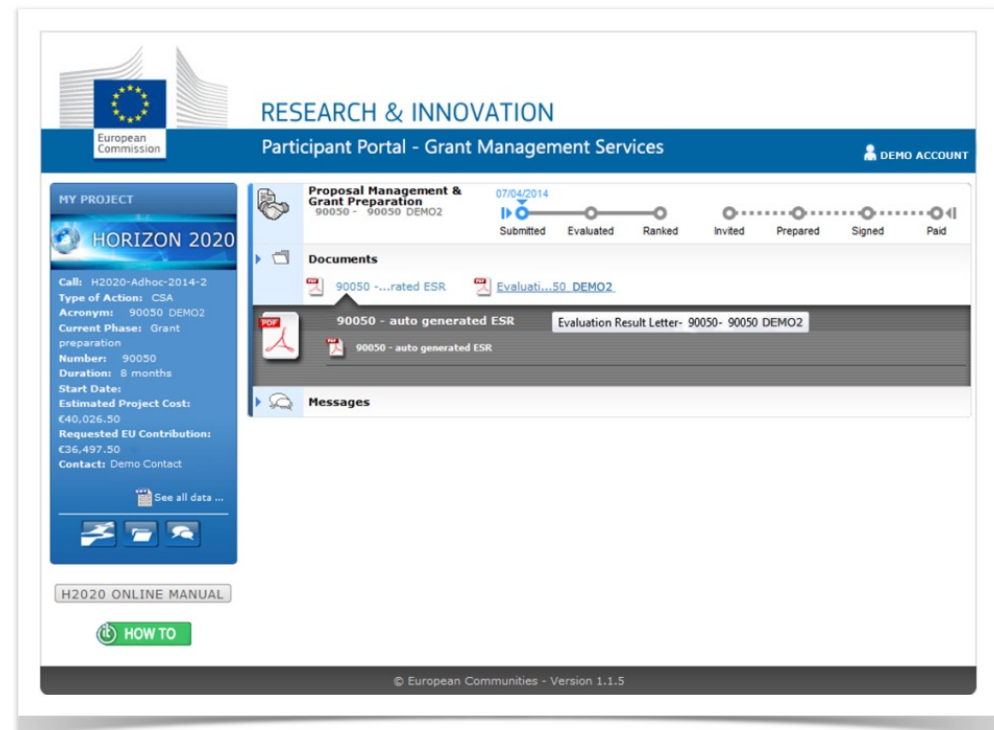 European
Commission
RESEARCH & INNOVATION
Participant Portal - Grant Management Services
DEMO ACCOUNT
MY PROJECT
HORIZON 2020
Call: H2020-Adhoc-2014-2
Type of Action: CSA
Acronym: 90050 DEMO2
Current Phase: Grant
preparation
Number: 90050
Duration: 8 months
Start Date:
Estimated Project Cost:
€40,026.50
Requested EU Contribution:
€36,497.50
Contact: Demo Contact
See all data ...
H2020 ONLINE MANUAL
it HOW TO
Proposal Management &
Grant Preparation
90050 - 90050 DEMO2
07/04/2014
Submitted Evaluated Ranked Invited Prepared Signed Paid
Documents
90050 -...rated ESR Evaluati...50 DEMO2
PDF 90050 - auto generated ESR Evaluation Result Letter- 90050- 90050 DEMO2
90050 - auto generated ESR
Messages
© European Communities - Version 1.1.5